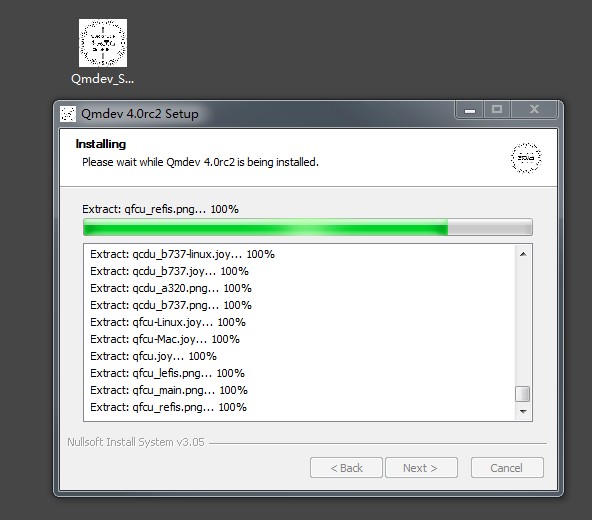 Qmdev_S...
Qmdev 4.0rc2 Setup
Installing
Please wait while Qmdev 4.0rc2 is being installed.
Extract: qfcu_refis.png... 100%
Extract: qcdu_b737-linux.joy... 100%
Extract: qcdu_b737.joy... 100%
Extract: qcdu_a320.png... 100%
Extract: qcdu_b737.png... 100%
Extract: qfcu-Linux.joy... 100%
Extract: qfcu-Mac.joy... 100%
Extract: qfcu.joy... 100%
Extract: qfcu_lefis.png... 100%
Extract: qfcu_main.png... 100%
Extract: qfcu_refis.png... 100%
Nullsoft Install System v3.05
< Back Next > Cancel